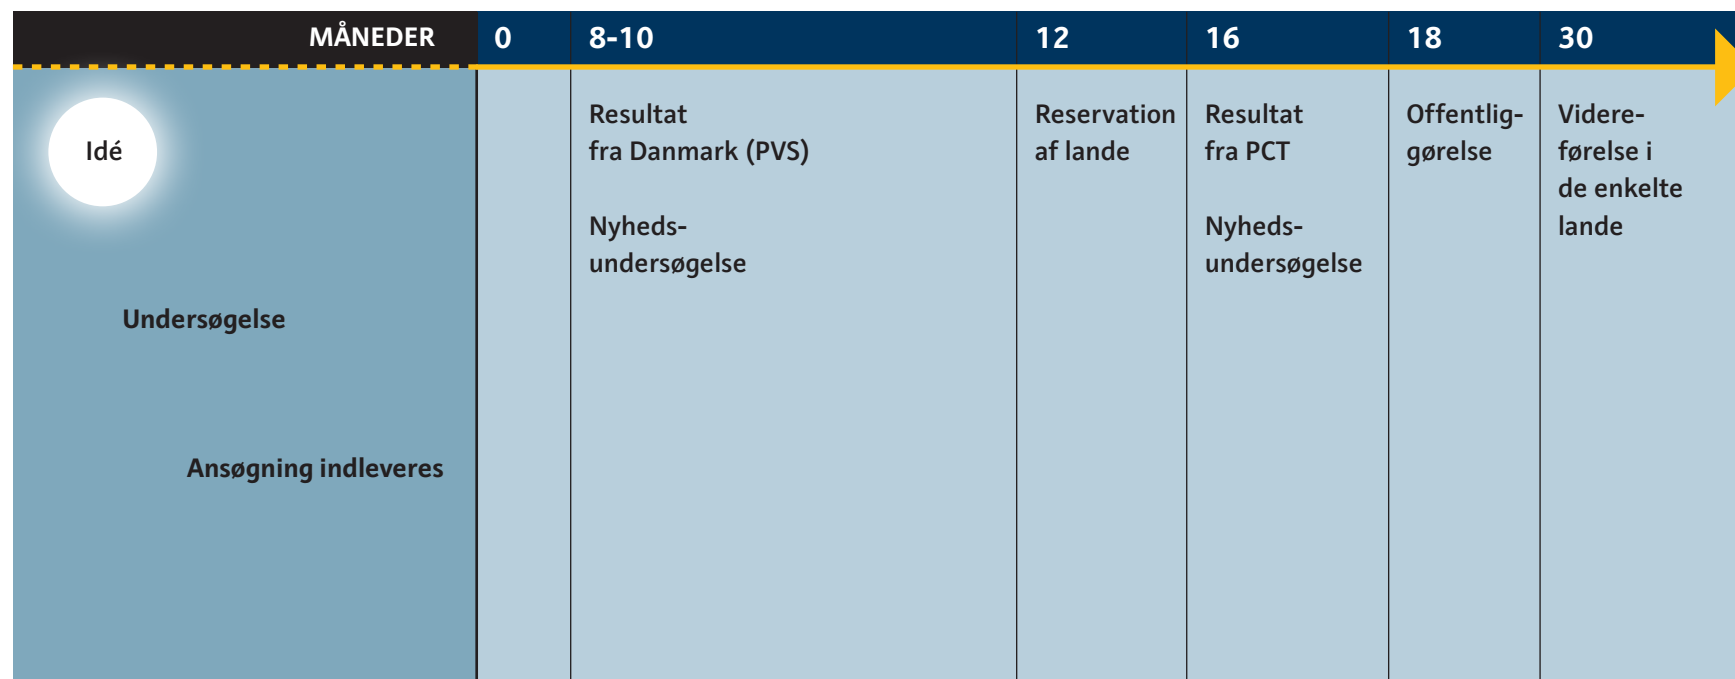 MÅNEDER 0 8-10 12 16 18 30
Idé
Undersøgelse
Ansøgning indleveres
Resultat
fra Danmark (PVS)
Nyheds-
undersøgelse
Reservation
af lande
Resultat
fra PCT
Nyheds-
undersøgelse
Offentlig-
gørelse
Videre-
førelse i
de enkelte
lande